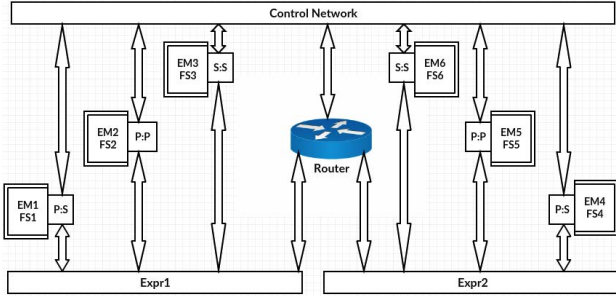 Control Network
EM3
FS3
S:S
S:S
EM6
FS6
EM2
FS2
P:P
Router
P:P
EM5
FS5
EM1
FS1
P:S
P:S
EM4
FS4
Expr1
Expr2